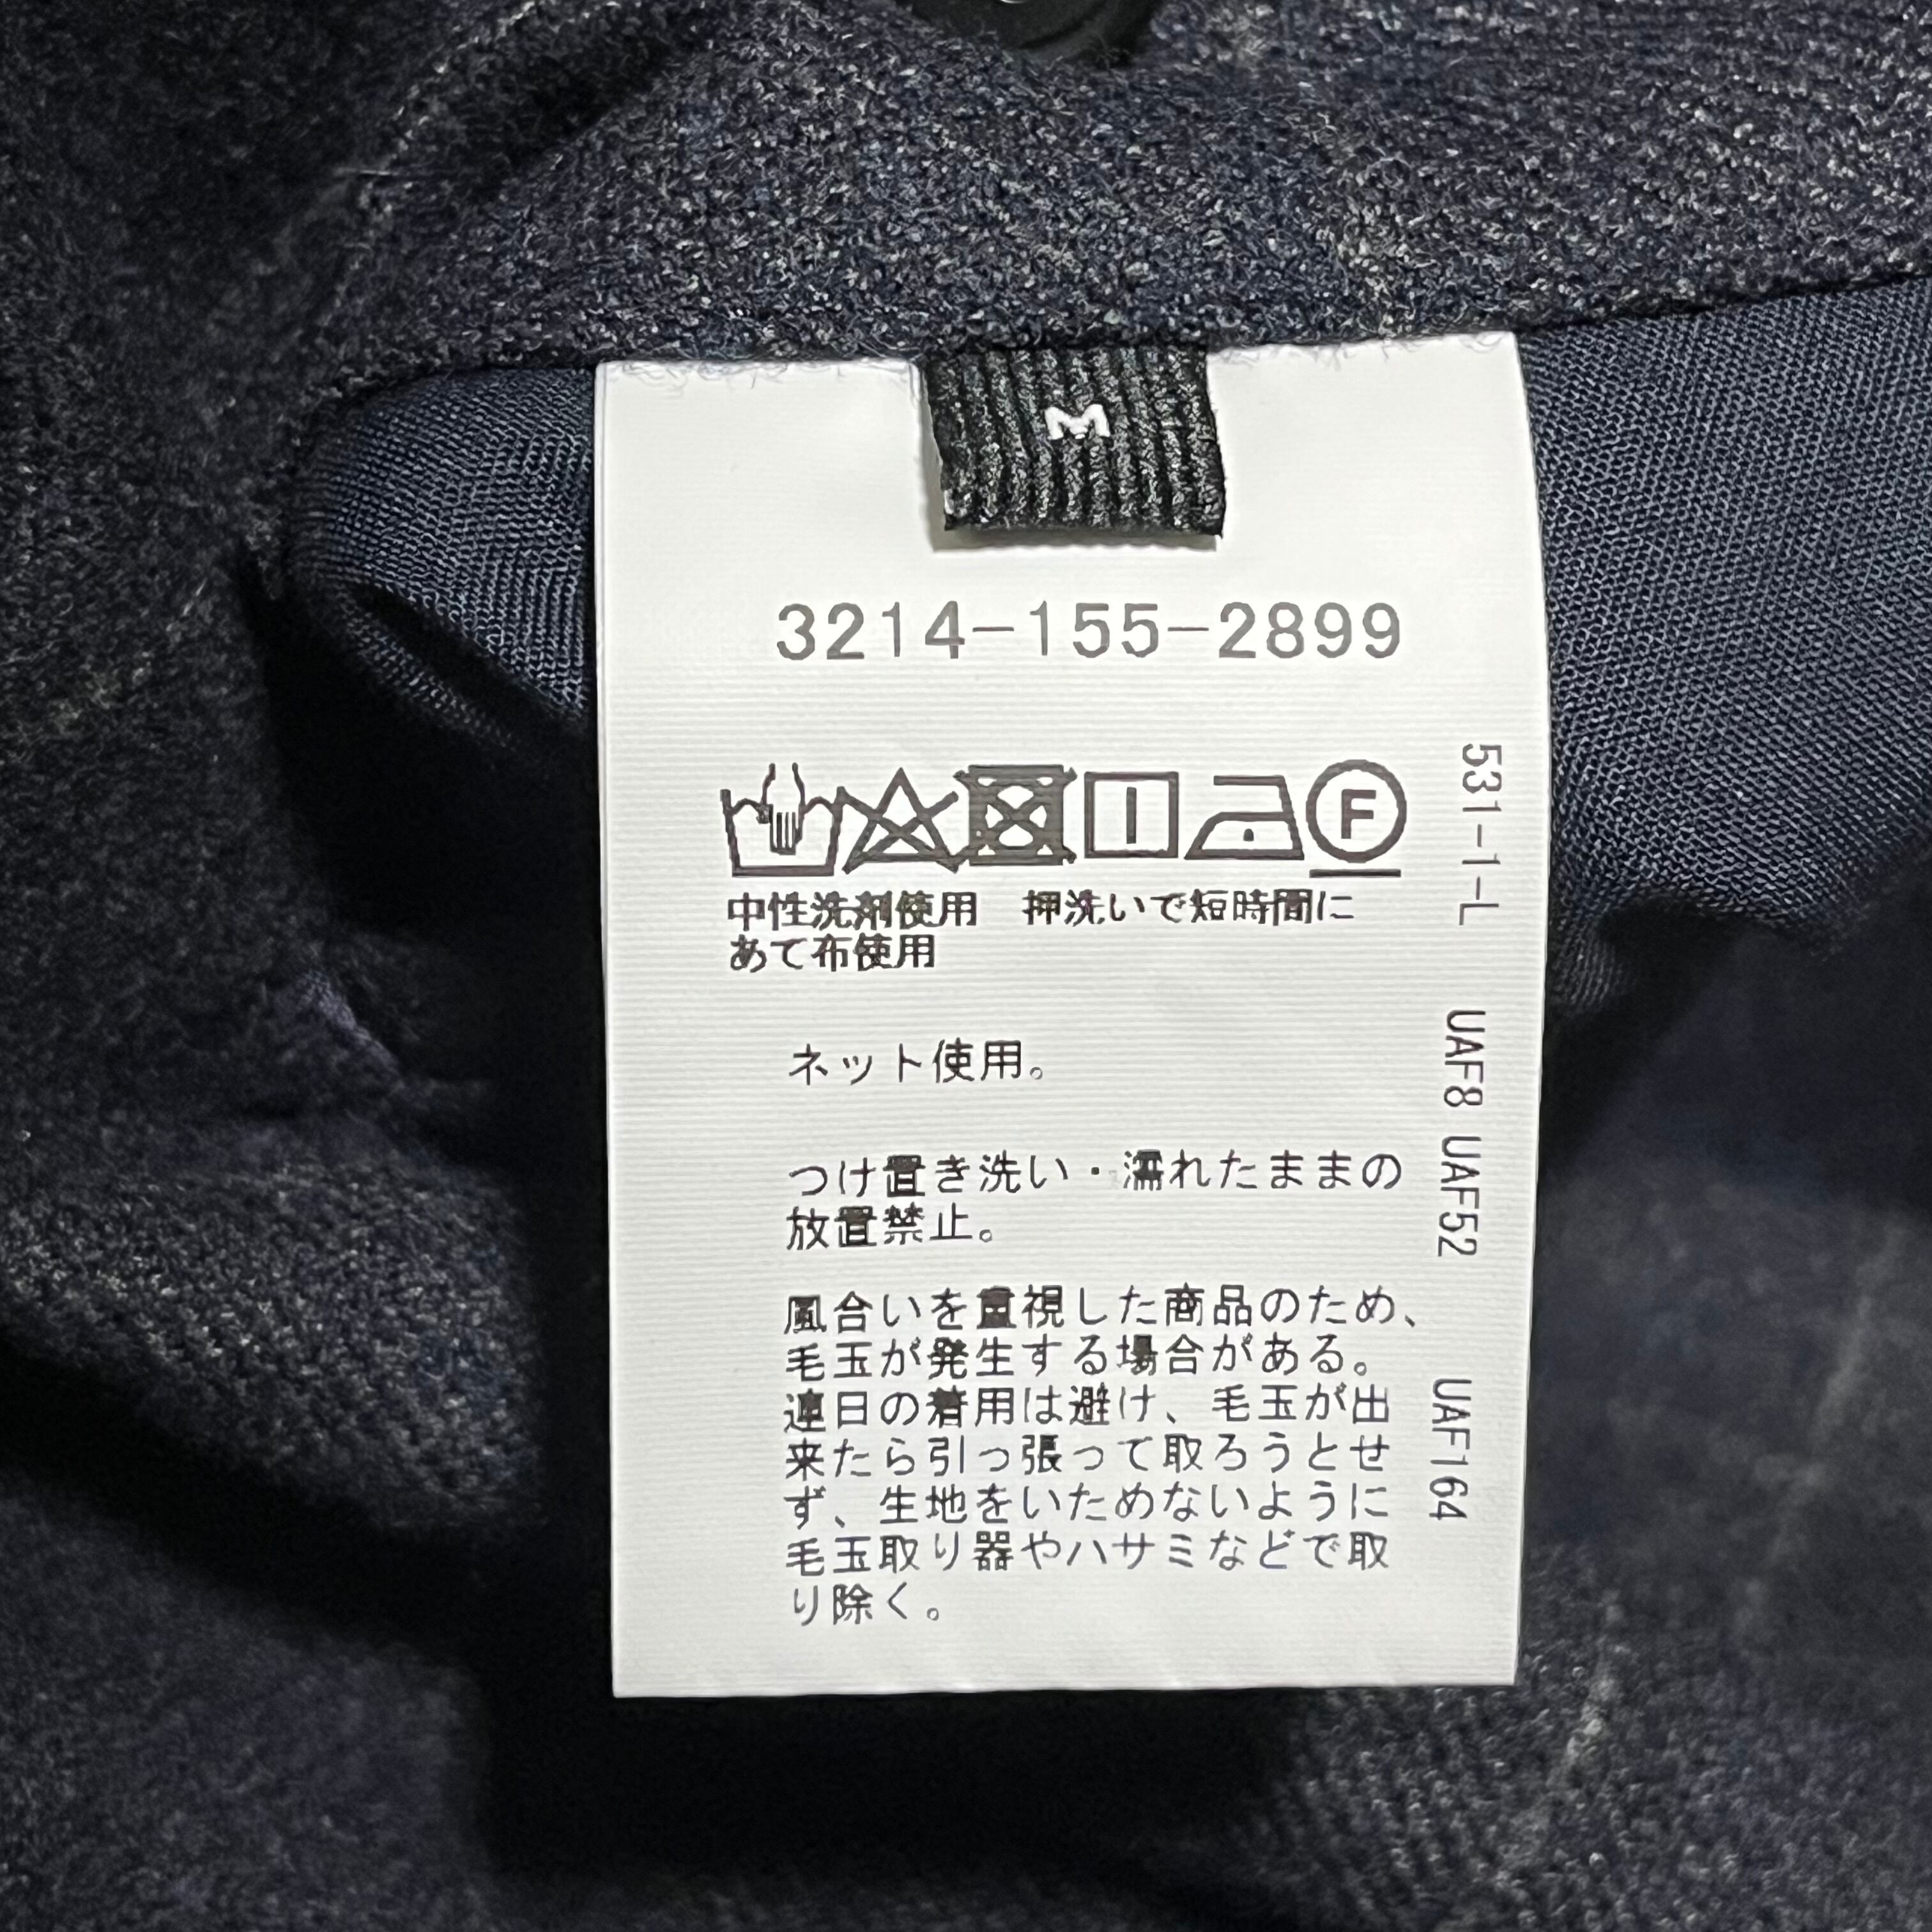 M
3214-155-2899
F
中性洗剤使用　押洗いで短時間に
あて布使用
ネット使用。
つけ置き洗い・濡れたままの
放置禁止。
風合いを重視した商品のため、
毛玉が発生する場合がある。
連日の着用は避け、毛玉が出
来たら引っ張って取ろうとせ
ず、生地をいためないように
毛玉取り器やハサミなどで取
り除く。
531-1-L
UAF8 UAF52
UAF164